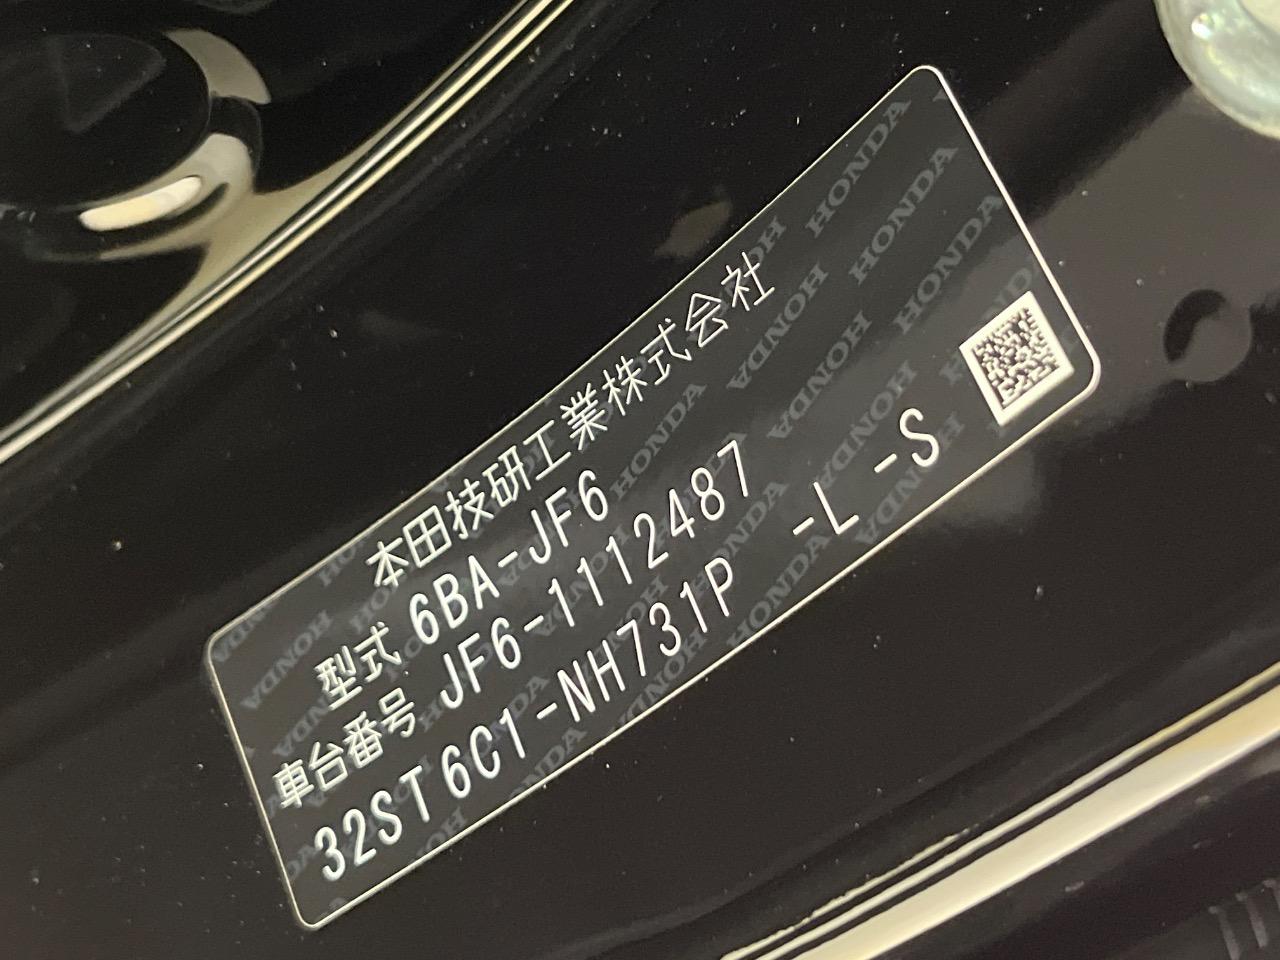 本田技研工業株式会社
型式 6BA-JF6
車台番号 JF6-1112487
32ST6C1-NH731P -L -S